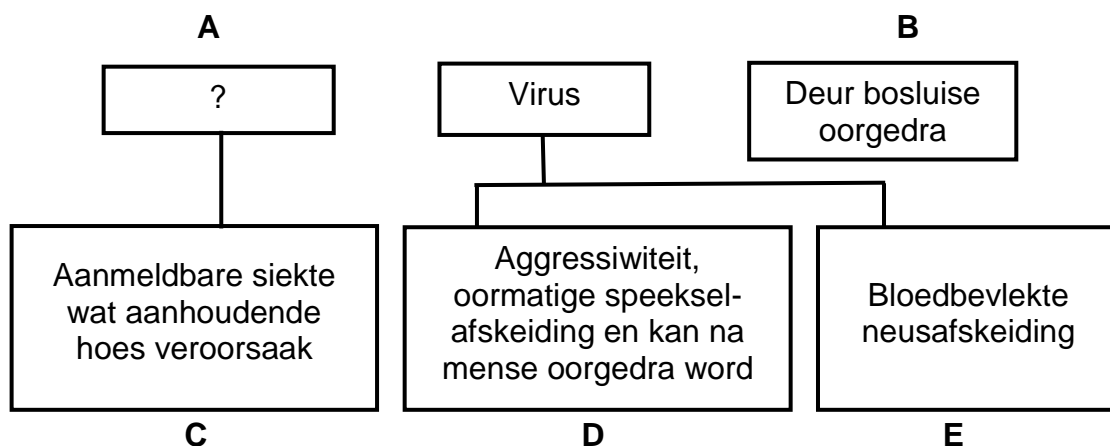 A
B
?
Virus
Deur bosluise
oorgedra
Aanmeldbare siekte
wat aanhoudende
hoes veroorsaak
Aggressiwiteit,
oormatige speeksel-
afskeiding en kan na
mense oorgedra word
Bloedbevlekte
neusafskeiding
C
D
E